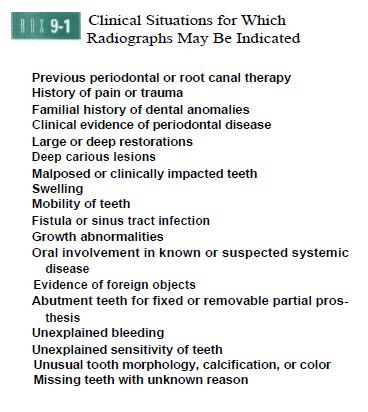 BOX 9-1
Clinical Situations for Which
Radiographs May Be Indicated
Previous periodontal or root canal therapy
History of pain or trauma
Familial history of dental anomalies
Clinical evidence of periodontal disease
Large or deep restorations
Deep carious lesions
Malposed or clinically impacted teeth
Swelling
Mobility of teeth
Fistula or sinus tract infection
Growth abnormalities
Oral involvement in known or suspected systemic
disease
Evidence of foreign objects
Abutment teeth for fixed or removable partial pros-
thesis
Unexplained bleeding
Unexplained sensitivity of teeth
Unusual tooth morphology, calcification, or color
Missing teeth with unknown reason